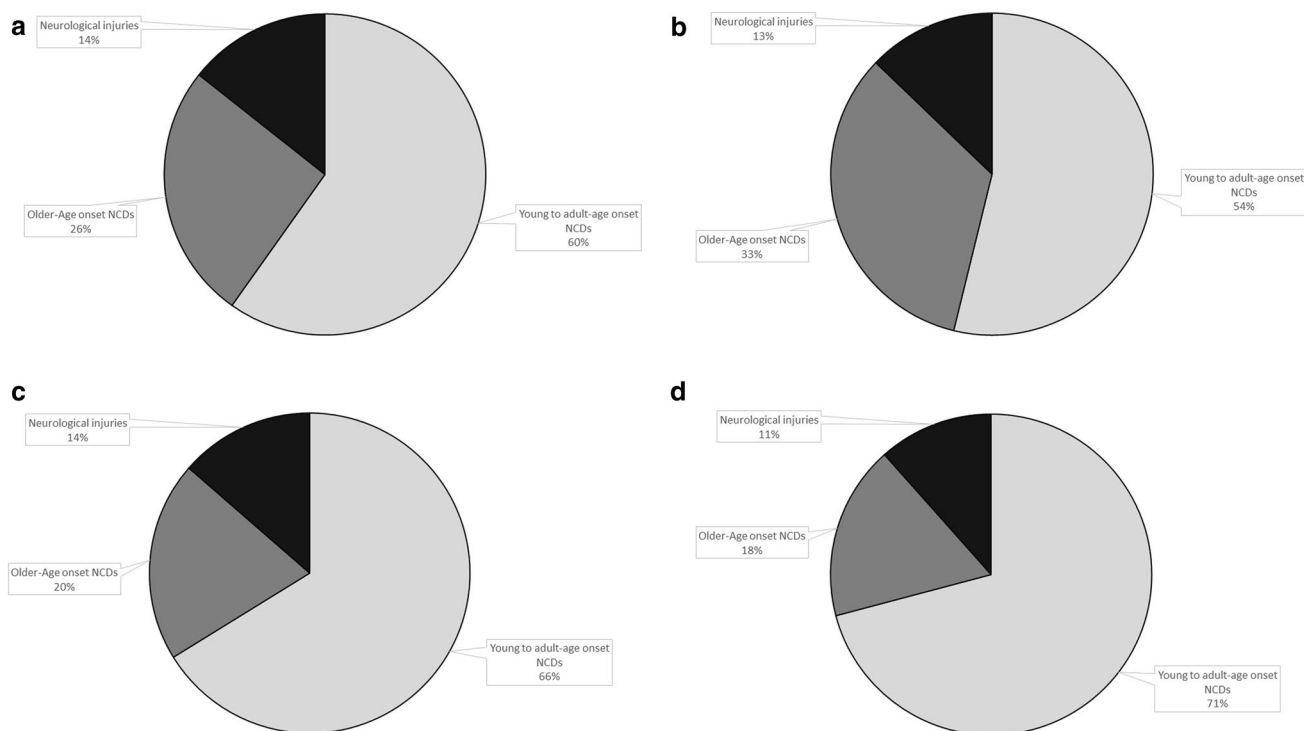 a
Neurological injuries
14%
Older-Age onset NCDs
26%
Young to adult-age onset
NCDs
60%
b
Neurological injuries
13%
Older-Age onset NCDs
33%
Young to adult-age onset
NCDs
54%
c
Neurological injuries
14%
Older-Age onset NCDs
20%
Young to adult-age onset
NCDs
66%
d
Neurological injuries
11%
Older-Age onset NCDs
18%
Young to adult-age onset
NCDs
71%